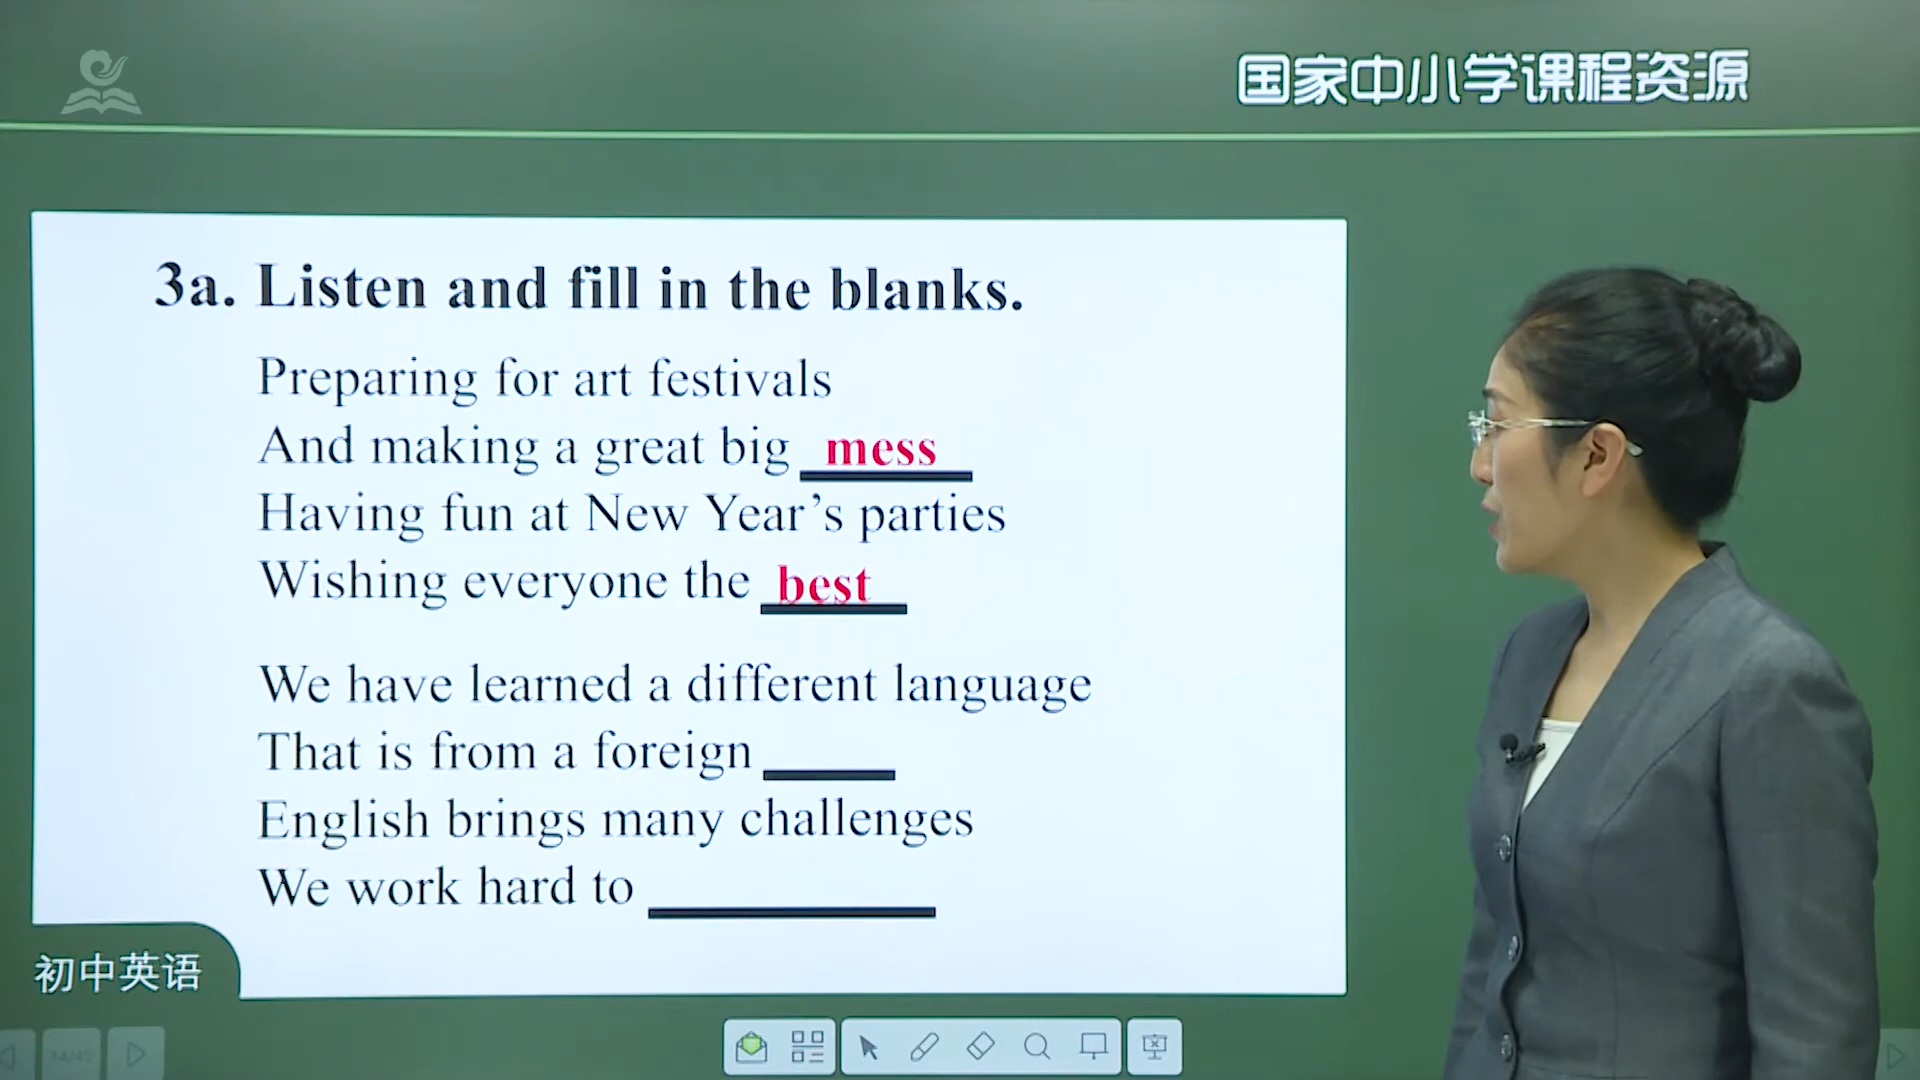 国家中小学课程资源
3a. Listen and fill in the blanks.
Preparing for art festivals
And making a great big mess
Having fun at New Year's parties
Wishing everyone the best
We have learned a different language
That is from a foreign
English brings many challenges
We work hard to
初中英语